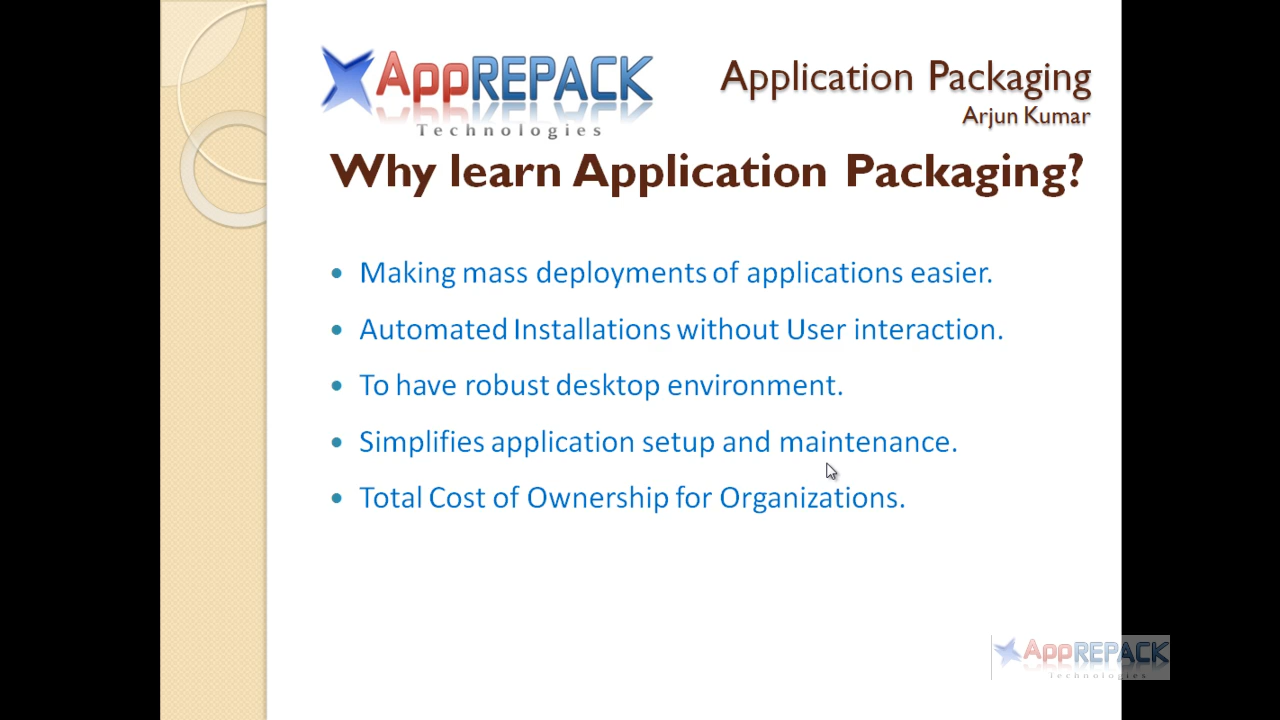 AppREPACK
Technologies
Application Packaging
Arjun Kumar
Why learn Application Packaging?
• Making mass deployments of applications easier.
• Automated Installations without User interaction.
• To have robust desktop environment.
• Simplifies application setup and maintenance.
• Total Cost of Ownership for Organizations.
AppREPACK
Technologies